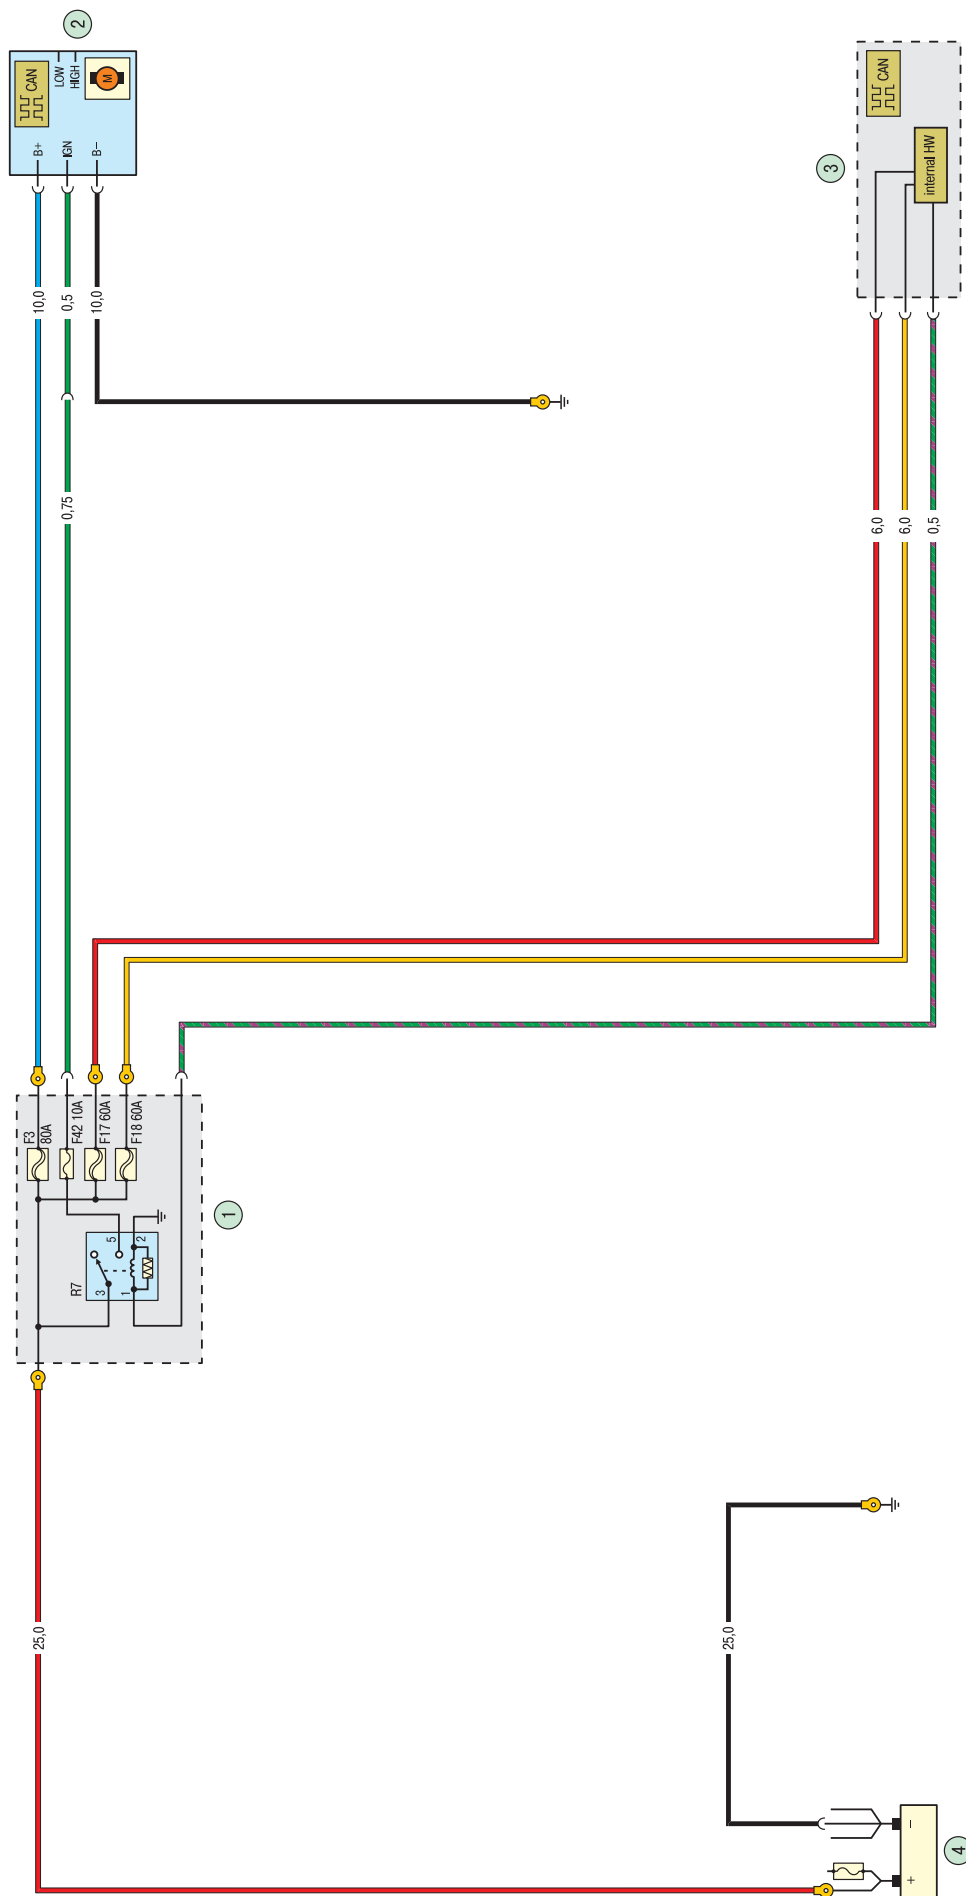 2
CAN
LOW
HIGH
M
B+
IGN
B–
10,0
0,5
10,0
0,75
3
CAN
internal HW
6,0
6,0
0,5
F3
80A
F42 10A
F17 60A
F18 60A
1
R7
3
5
1
2
25,0
25,0
4
–
+